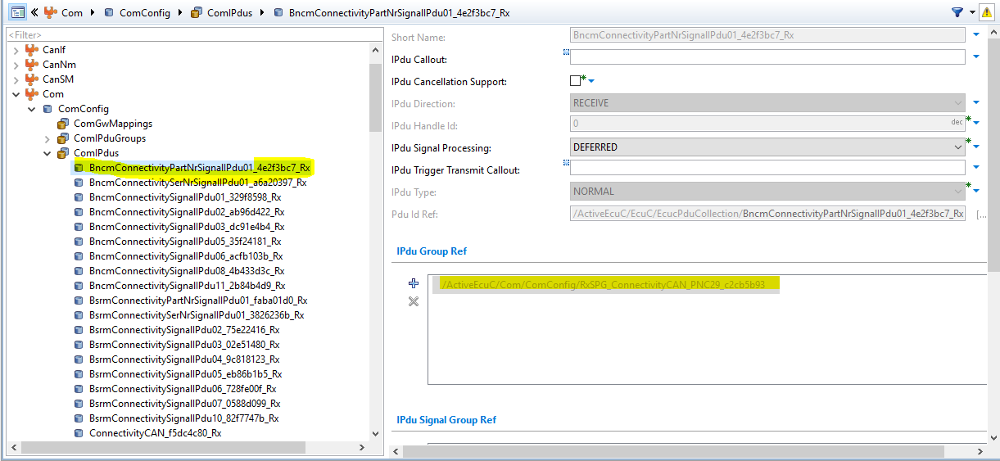 Com ComConfig ComIPdus BncmConnectivityPartNrSignalIPdu01_4e2f3bc7_Rx
<Filter>
CanIf
CanNm
CanSM
Com
ComConfig
ComGwMappings
ComIPduGroups
ComIPdus
BncmConnectivityPartNrSignalIPdu01_4e2f3bc7_Rx
BncmConnectivitySerNrSignalIPdu01_a6a20397_Rx
BncmConnectivitySignalIPdu01_329f8598_Rx
BncmConnectivitySignalIPdu02_ab96d422_Rx
BncmConnectivitySignalIPdu03_dc91e4b4_Rx
BncmConnectivitySignalIPdu05_35f24181_Rx
BncmConnectivitySignalIPdu06_acfb103b_Rx
BncmConnectivitySignalIPdu08_4b433d3c_Rx
BncmConnectivitySignalIPdu11_2b84b4d9_Rx
BsrmConnectivityPartNrSignalIPdu01_faba01d0_Rx
BsrmConnectivitySerNrSignalIPdu01_3826236b_Rx
BsrmConnectivitySignalIPdu02_75e22416_Rx
BsrmConnectivitySignalIPdu03_02e51480_Rx
BsrmConnectivitySignalIPdu04_9c818123_Rx
BsrmConnectivitySignalIPdu05_eb86b1b5_Rx
BsrmConnectivitySignalIPdu06_728fe00f_Rx
BsrmConnectivitySignalIPdu07_0588d099_Rx
BsrmConnectivitySignalIPdu10_82f7747b_Rx
ConnectivityCAN_f5dc4c80_Rx
Short Name: BncmConnectivityPartNrSignalIPdu01_4e2f3bc7_Rx
IPdu Callout:
IPdu Cancellation Support:
IPdu Direction: RECEIVE
IPdu Handle Id: 0 dec
IPdu Signal Processing: DEFERRED
IPdu Trigger Transmit Callout:
IPdu Type: NORMAL
Pdu Id Ref: /ActiveEcuC/EcuC/EcucPduCollection/BncmConnectivityPartNrSignalIPdu01_4e2f3bc7_Rx [...
IPdu Group Ref
/ActiveEcuC/Com/ComConfig/RxSPG_ConnectivityCAN_PNC29_c2cb5b93
IPdu Signal Group Ref